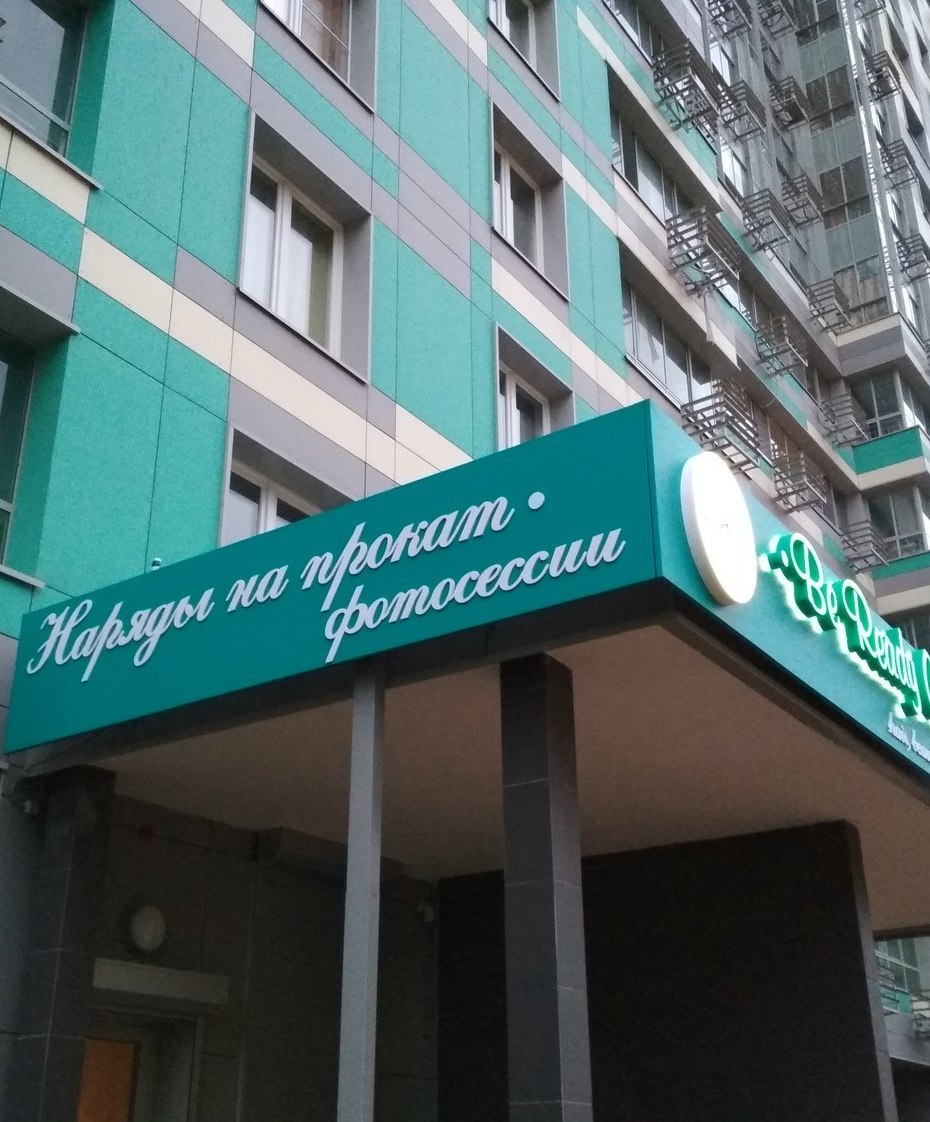 Наряды на прокат •
фотосессии
•Be Ready